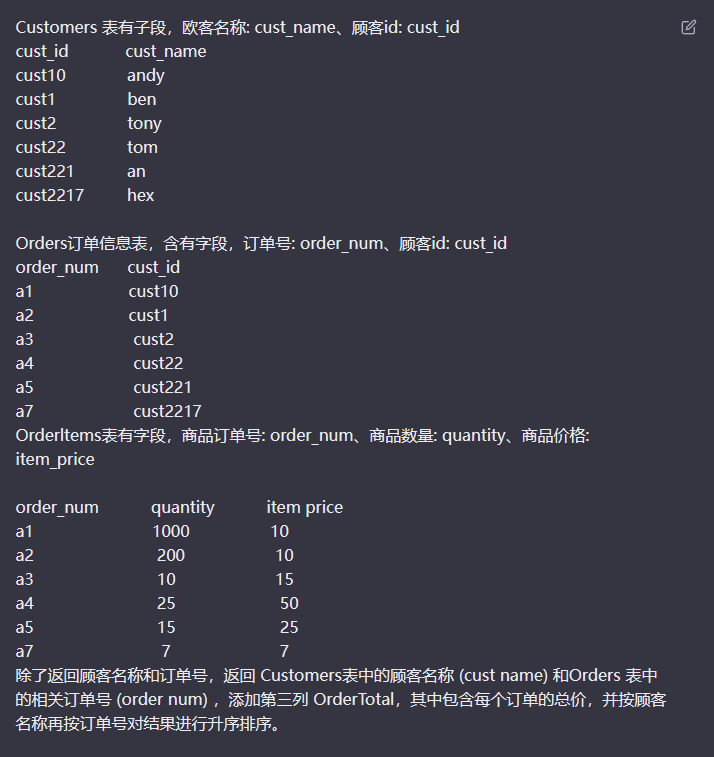 Customers 表有子段，欧客名称: cust_name、顾客id: cust_id
cust_id cust_name
cust10 andy
cust1 ben
cust2 tony
cust22 tom
cust221 an
cust2217 hex
Orders订单信息表，含有字段，订单号: order_num、顾客id: cust_id
order_num cust_id
a1 cust10
a2 cust1
a3 cust2
a4 cust22
a5 cust221
a7 cust2217
OrderItems表有字段，商品订单号: order_num、商品数量: quantity、商品价格:
item_price
order_num quantity item price
a1 1000 10
a2 200 10
a3 10 15
a4 25 50
a5 15 25
a7 7 7
除了返回顾客名称和订单号，返回 Customers表中的顾客名称 (cust name) 和Orders 表中
的相关订单号 (order num) ，添加第三列 OrderTotal，其中包含每个订单的总价，并按顾客
名称再按订单号对结果进行升序排序。